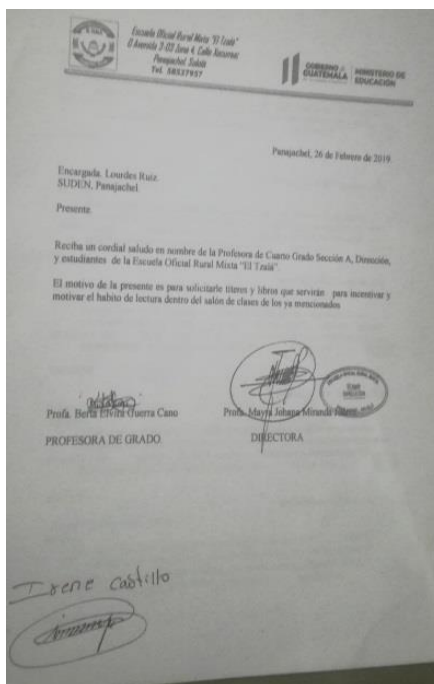 Escuela Oficial Rural Mixta "El Tzalá"
0 Avenida 3-03 Zona 4, Calle
Panajachel, Sololá
Tel. 58527957
GOBIERNO de
GUATEMALA
MINISTERIO DE
EDUCACIÓN
Panajachel, 26 de Febrero de 2019.
Encargada. Lourdes Ruiz.
SUDEN, Panajachel.
Presente.
Reciba un cordial saludo en nombre de la Profesora de Cuarto Grado Sección A, Dirección,
y estudiantes de la Escuela Oficial Rural Mixta "El Tzalá"
El motivo de la presente es para solicitarle títeres y libros que servirán para incentivar y
motivar el habito de lectura dentro del salón de clases de los ya mencionados
Profa. Berta Elvira Guerra Cano
Profa. Mayra Johana Miranda
PROFESORA DE GRADO.
DIRECTORA
Irene Castillo